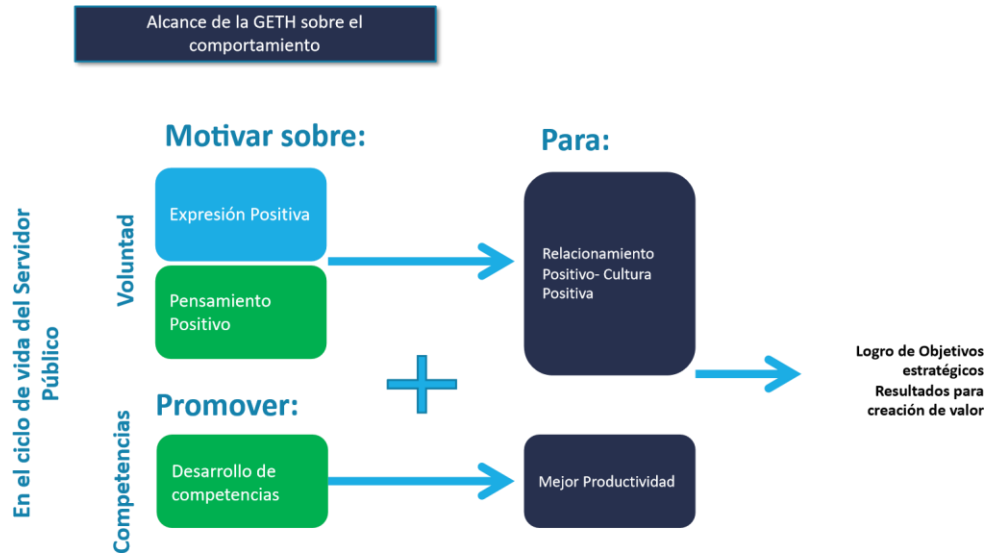 Alcance de la GETH sobre el
comportamiento
Motivar sobre:
Para:
En el ciclo de vida del Servidor
Público
Voluntad
Expresión Positiva
Pensamiento
Positivo
Relacionamiento
Positivo- Cultura
Positiva
Logro de Objetivos
estratégicos
Resultados para
creación de valor
Promover:
Competencias
Desarrollo de
competencias
Mejor Productividad